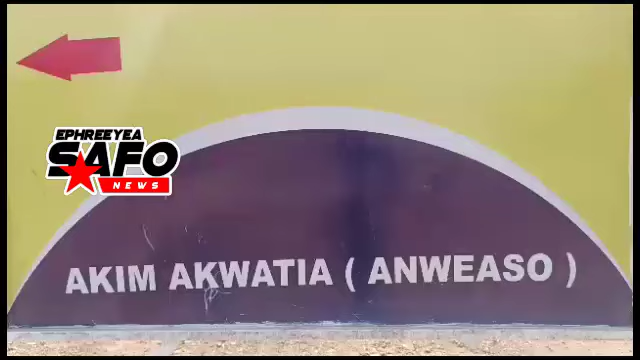 EPHREEYEA
SAFO
NEWS
AKIM AKWATIA ( ANWEASO )